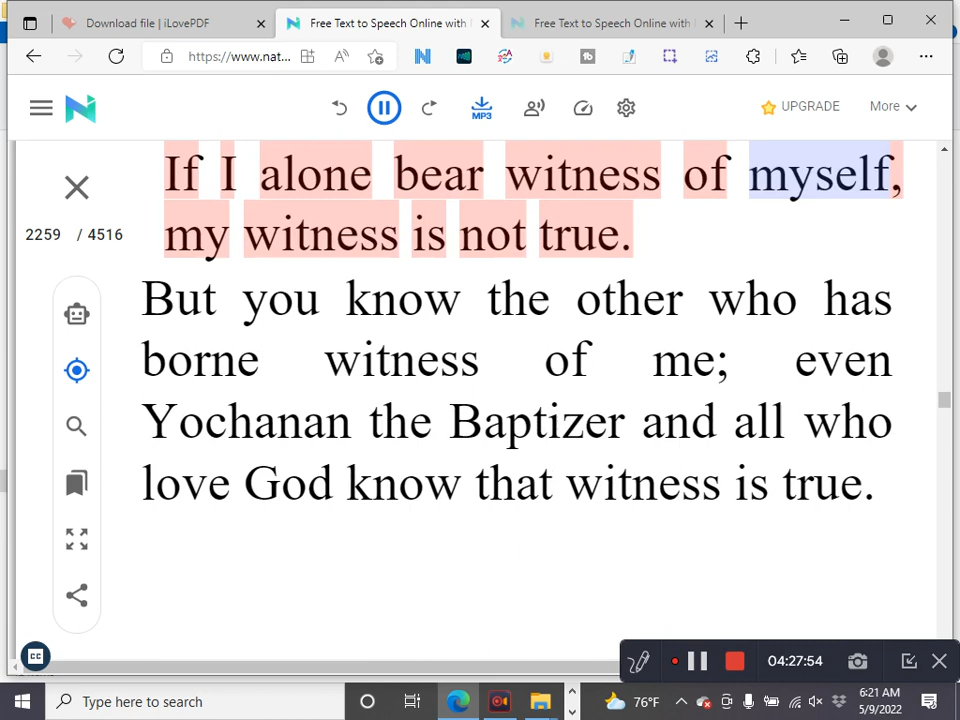 Download file | iLovePDF
Free Text to Speech Online with
Free Text to Speech Online with
https://www.nat...
MP3
UPGRADE
More
If I alone bear witness of myself,
2259 / 4516
my witness is not true.
But you know the other who has
borne witness of me; even
Yochanan the Baptizer and all who
love God know that witness is true.
CC
04:27:54
Type here to search
76°F
6:21 AM
5/9/2022